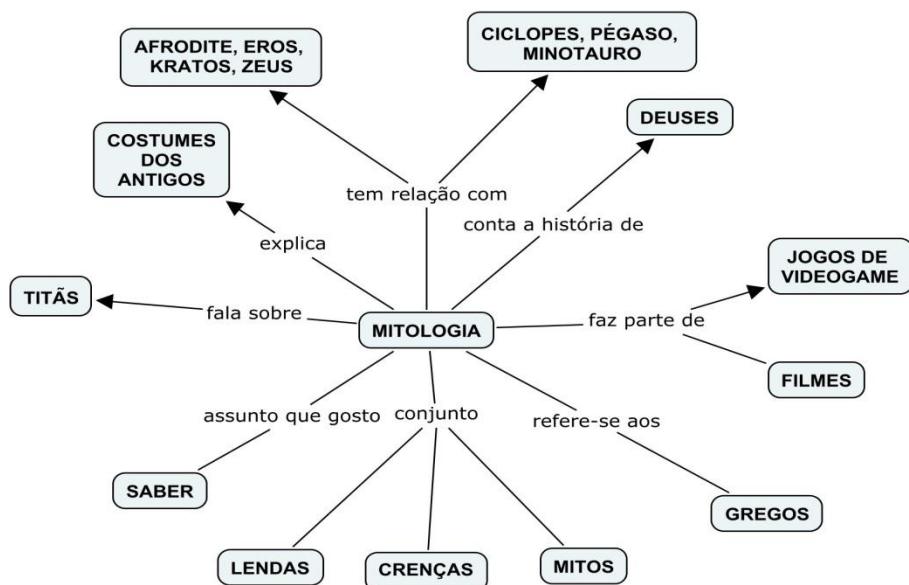 AFRODITE, EROS,
KRATOS, ZEUS
CICLOPES, PÉGASO,
MINOTAURO
DEUSES
COSTUMES
DOS
ANTIGOS
tem relação com
conta a história de
explica
JOGOS DE
VIDEOGAME
TITÃS
fala sobre
MITOLOGIA
faz parte de
FILMES
assunto que gosto
conjunto
refere-se aos
SABER
GREGOS
LENDAS
CRENÇAS
MITOS